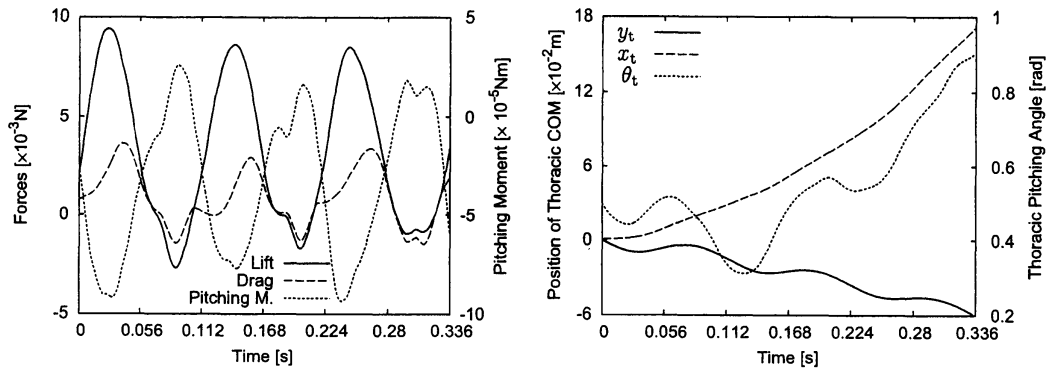 10
5
0
-5
Forces [×10⁻³N]
5
0
-5
-10
Pitching Moment [× 10⁻⁵Nm]
Lift
Drag
Pitching M.
0 0.056 0.112 0.168 0.224 0.28 0.336
Time [s]
18
12
6
0
-6
Position of Thoracic COM [×10⁻²m]
yt
xt
θt
1
0.8
0.6
0.4
0.2
Thoracic Pitching Angle [rad]
0 0.056 0.112 0.168 0.224 0.28 0.336
Time [s]